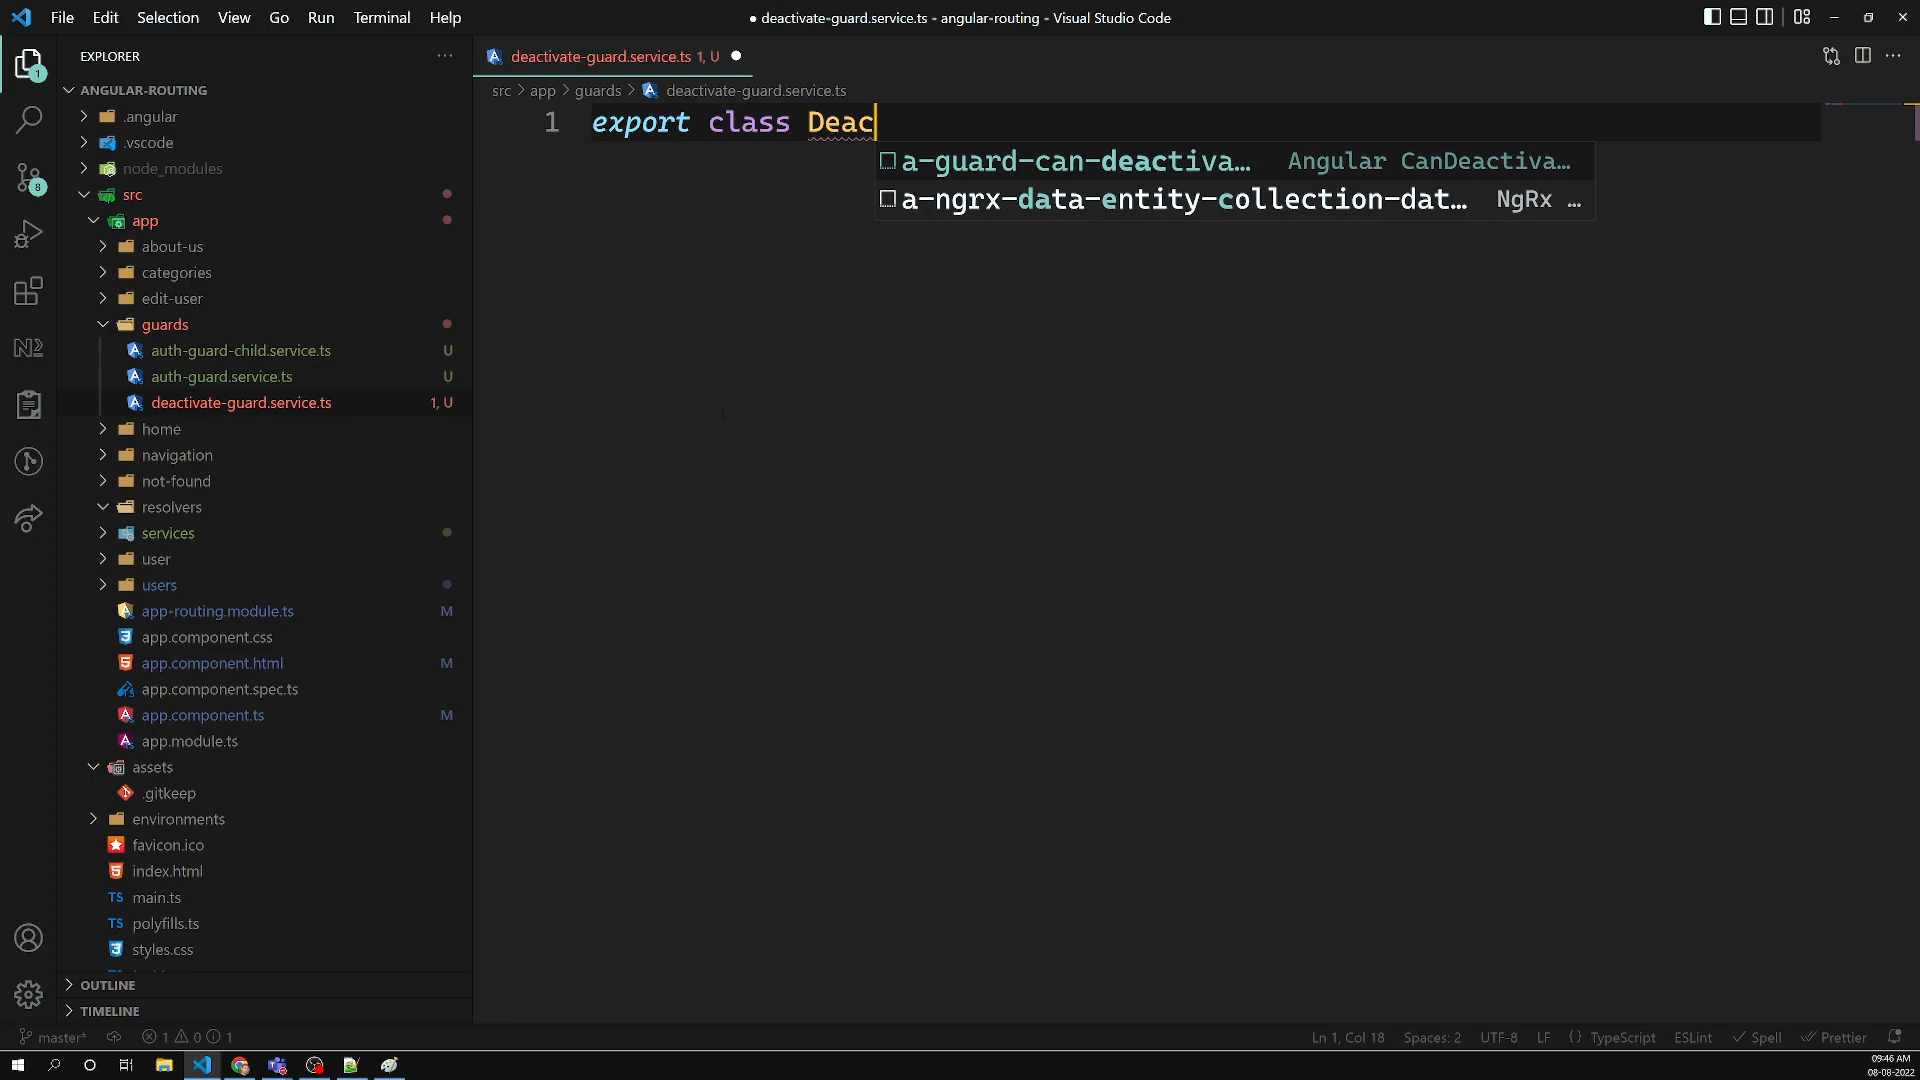 File Edit Selection View Go Run Terminal Help
● deactivate-guard.service.ts - angular-routing - Visual Studio Code
EXPLORER
1
8
ANGULAR-ROUTING
.angular
.vscode
node_modules
src
app
about-us
categories
edit-user
guards
auth-guard-child.service.ts U
auth-guard.service.ts U
deactivate-guard.service.ts 1, U
home
navigation
not-found
resolvers
services
user
users
app-routing.module.ts M
app.component.css
app.component.html M
app.component.spec.ts
app.component.ts M
app.module.ts
assets
.gitkeep
environments
favicon.ico
index.html
TS main.ts
TS polyfills.ts
styles.css
OUTLINE
TIMELINE
deactivate-guard.service.ts 1, U
src > app > guards > deactivate-guard.service.ts
1 export class Deac
a-guard-can-deactiva… Angular CanDeactiva…
a-ngrx-data-entity-collection-dat… NgRx …
master* 1 0 1
Ln 1, Col 18 Spaces: 2 UTF-8 LF {} TypeScript ESLint Spell Prettier
09:46 AM
08-08-2022